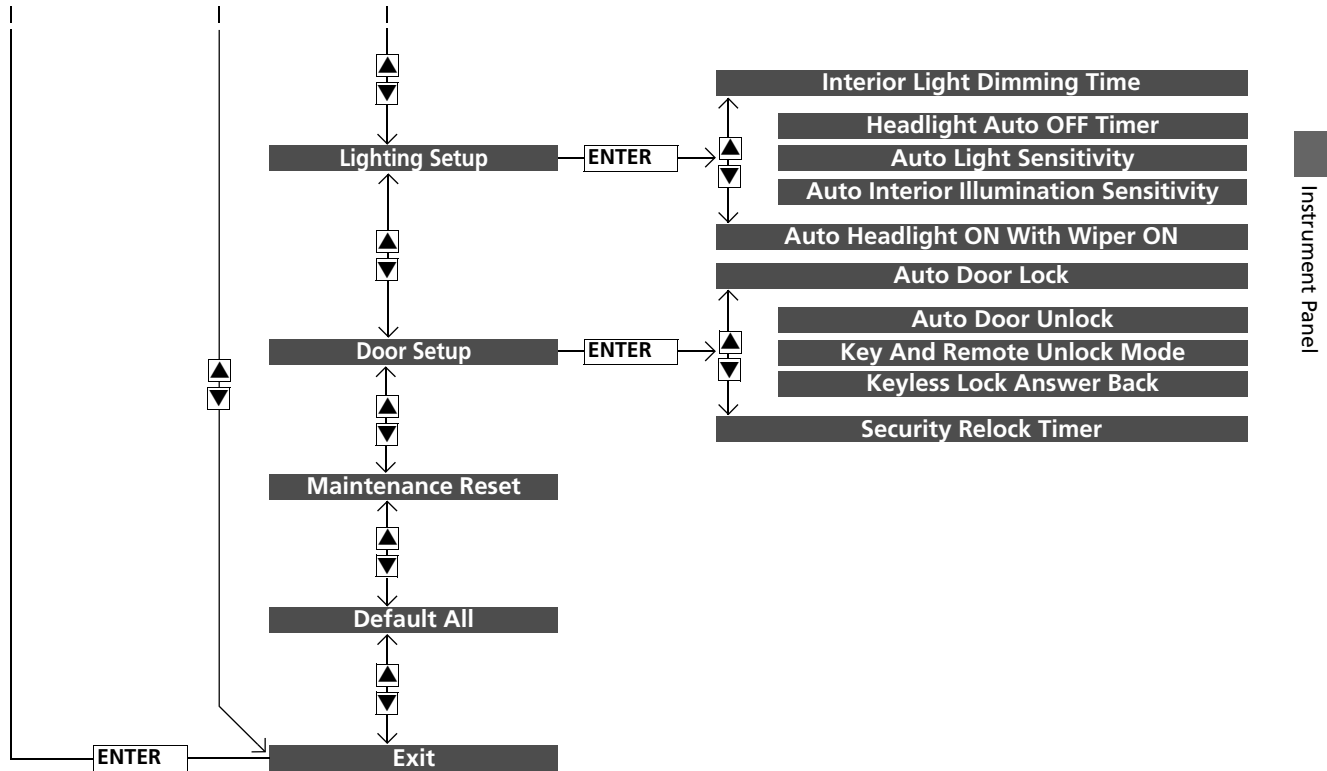 ▲
▼
Interior Light Dimming Time
Headlight Auto OFF Timer
Lighting Setup
ENTER
▲
▼
Auto Light Sensitivity
Auto Interior Illumination Sensitivity
Auto Headlight ON With Wiper ON
▲
▼
Auto Door Lock
Auto Door Unlock
Door Setup
ENTER
▲
▼
Key And Remote Unlock Mode
Keyless Lock Answer Back
Security Relock Timer
▲
▼
▲
▼
Maintenance Reset
▲
▼
Default All
▲
▼
ENTER
Exit
Instrument Panel